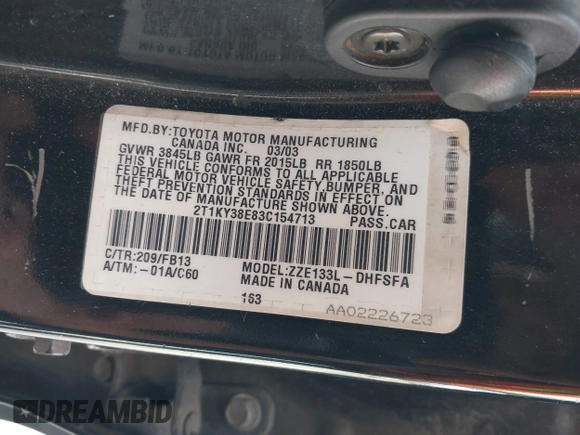 MFD.BY:TOYOTA MOTOR MANUFACTURING
CANADA INC. 03/03
GVWR 3845LB GAWR FR 2015LB RR 1850LB
THIS VEHICLE CONFORMS TO ALL APPLICABLE
FEDERAL MOTOR VEHICLE SAFETY,BUMPER, AND
THEFT PREVENTION STANDARDS IN EFFECT ON
THE DATE OF MANUFACTURE SHOWN ABOVE.
2T1KY38E83C154713 PASS.CAR
C/TR:209/FB13 MODEL:ZZE133L-DHFSFA
A/TM:-01A/C60 MADE IN CANADA
163
AA02226723
DREAMBID